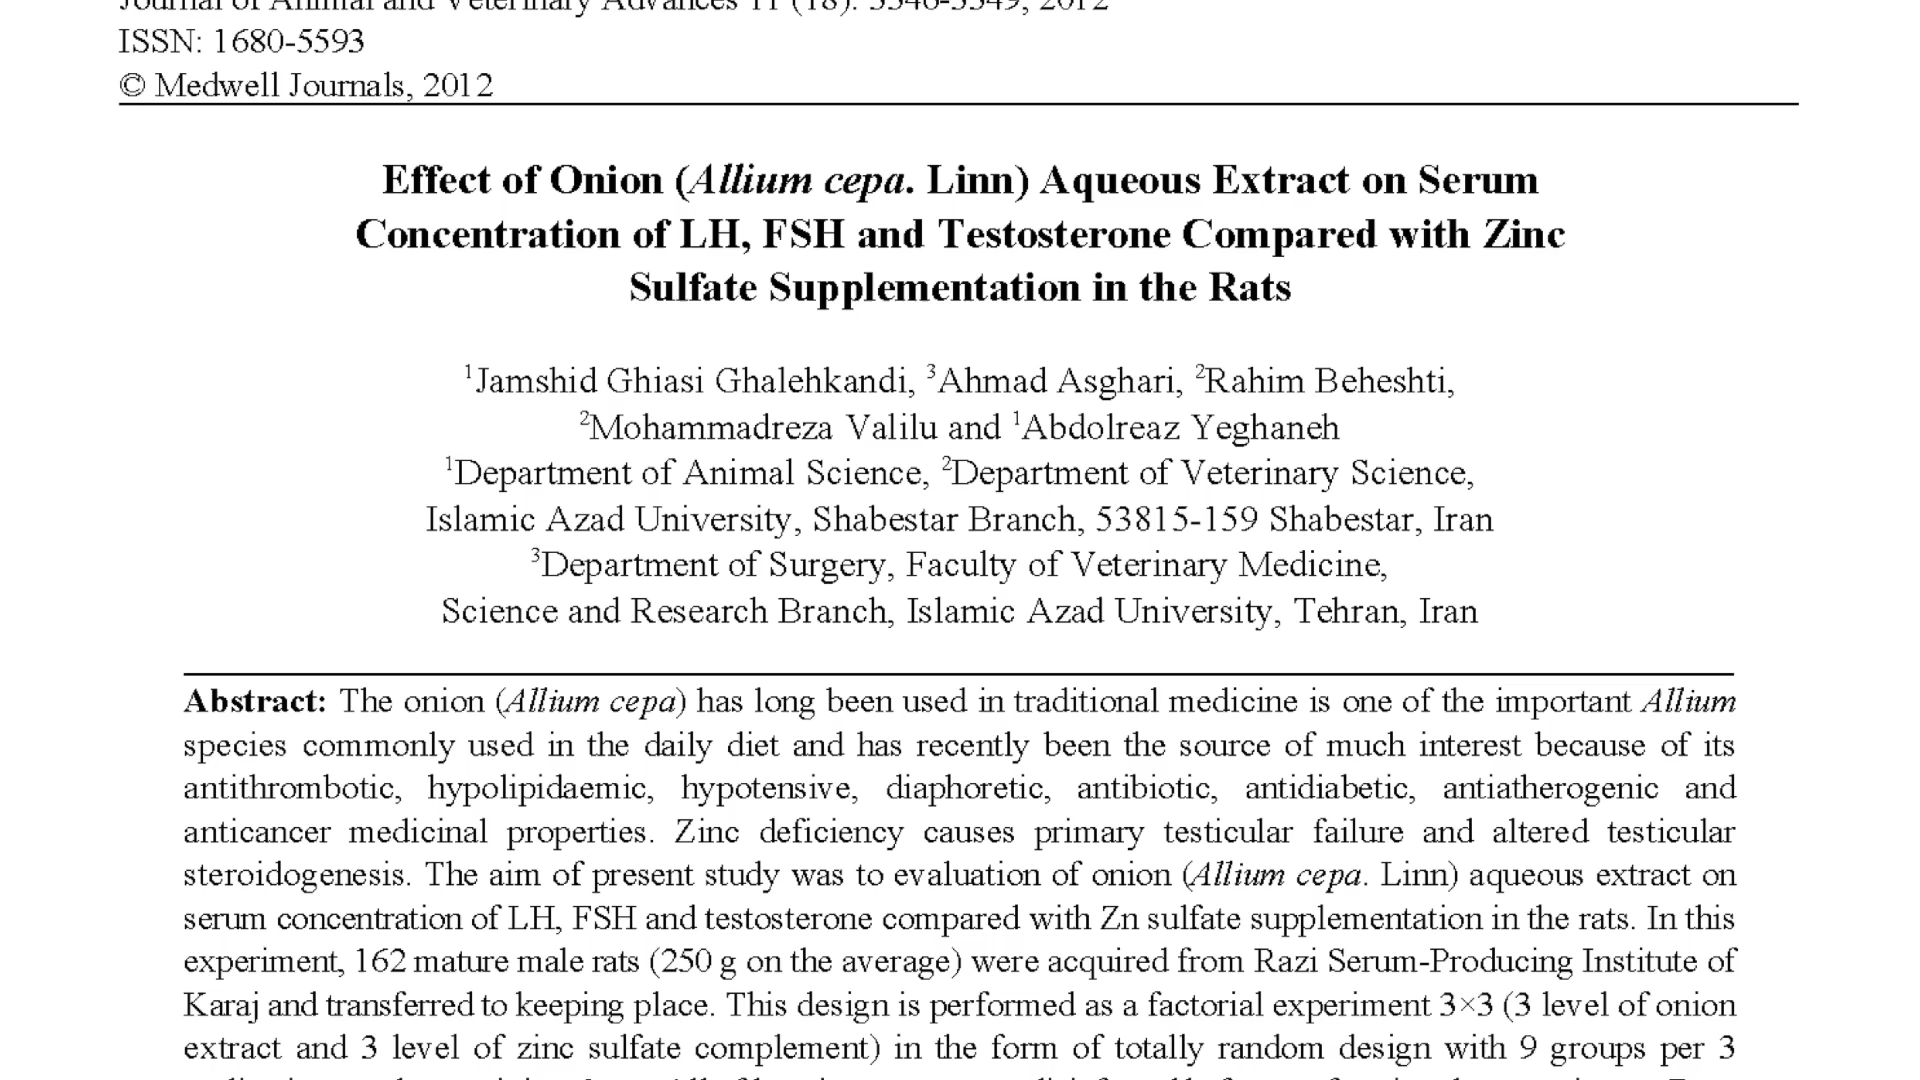 Journal of Animal and Veterinary Advances 11 (18): 3346-3349, 2012
ISSN: 1680-5593
© Medwell Journals, 2012
Effect of Onion (Allium cepa. Linn) Aqueous Extract on Serum
Concentration of LH, FSH and Testosterone Compared with Zinc
Sulfate Supplementation in the Rats
¹Jamshid Ghiasi Ghalehkandi, ³Ahmad Asghari, ²Rahim Beheshti,
²Mohammadreza Valilu and ¹Abdolreaz Yeghaneh
¹Department of Animal Science, ²Department of Veterinary Science,
Islamic Azad University, Shabestar Branch, 53815-159 Shabestar, Iran
³Department of Surgery, Faculty of Veterinary Medicine,
Science and Research Branch, Islamic Azad University, Tehran, Iran
Abstract: The onion (Allium cepa) has long been used in traditional medicine is one of the important Allium
species commonly used in the daily diet and has recently been the source of much interest because of its
antithrombotic, hypolipidaemic, hypotensive, diaphoretic, antibiotic, antidiabetic, antiatherogenic and
anticancer medicinal properties. Zinc deficiency causes primary testicular failure and altered testicular
steroidogenesis. The aim of present study was to evaluation of onion (Allium cepa. Linn) aqueous extract on
serum concentration of LH, FSH and testosterone compared with Zn sulfate supplementation in the rats. In this
experiment, 162 mature male rats (250 g on the average) were acquired from Razi Serum-Producing Institute of
Karaj and transferred to keeping place. This design is performed as a factorial experiment 3×3 (3 level of onion
extract and 3 level of zinc sulfate complement) in the form of totally random design with 9 groups per 3